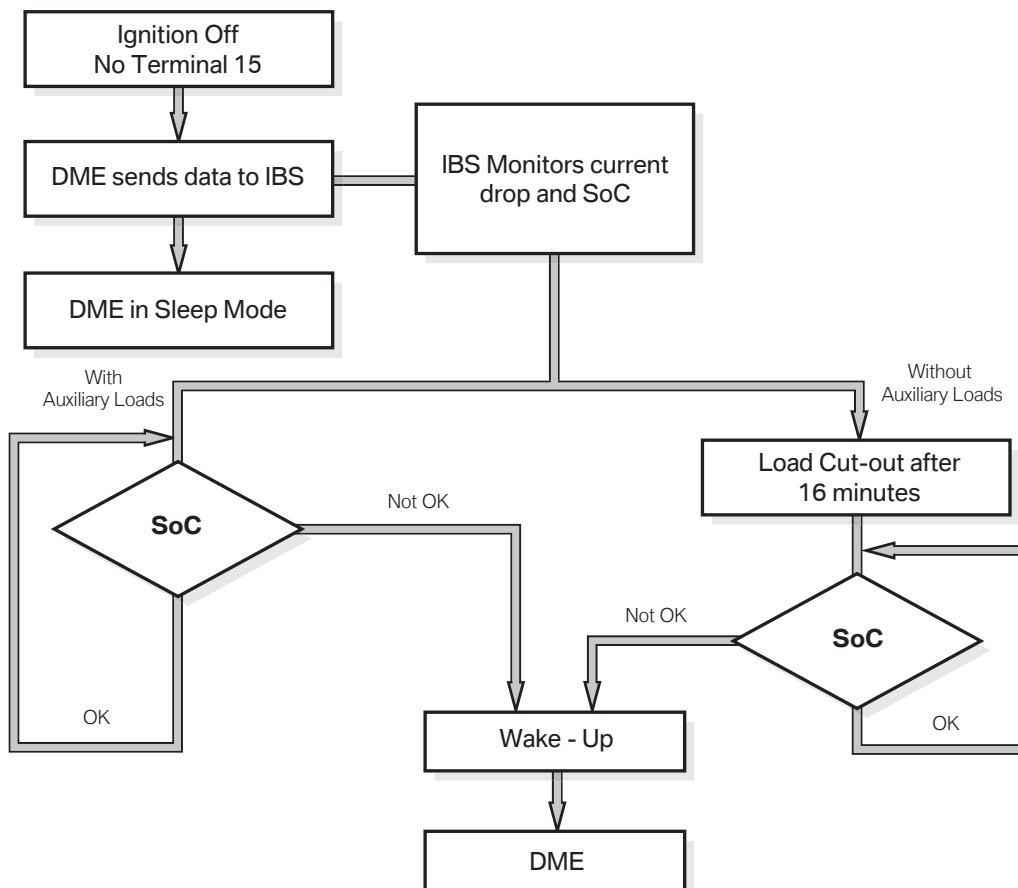 Ignition Off
No Terminal 15
DME sends data to IBS
IBS Monitors current
drop and SoC
DME in Sleep Mode
With
Auxiliary Loads
Without
Auxiliary Loads
Load Cut-out after
16 minutes
SoC
Not OK
OK
SoC
Not OK
OK
Wake - Up
DME